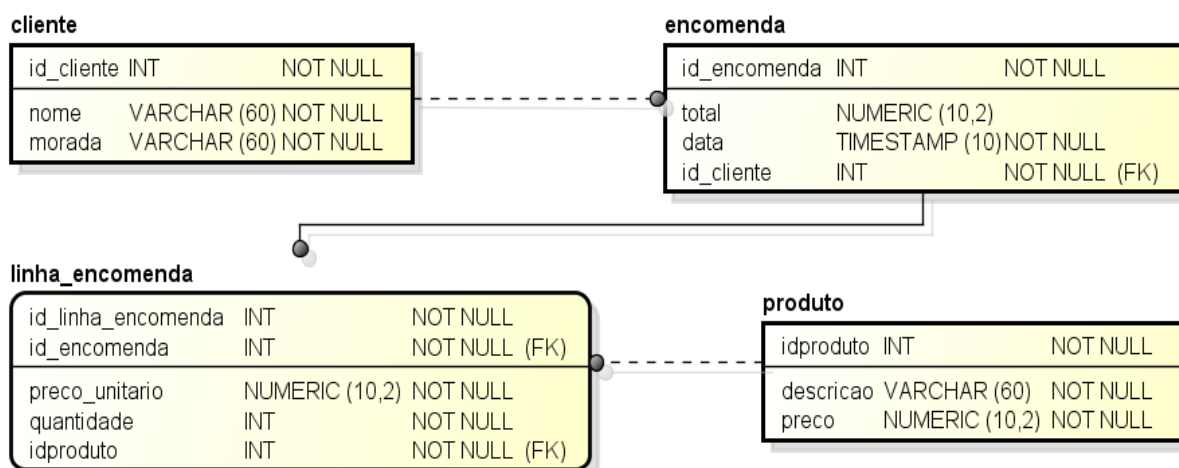 cliente
id_cliente INT NOT NULL
nome VARCHAR (60) NOT NULL
morada VARCHAR (60) NOT NULL
encomenda
id_encomenda INT NOT NULL
total NUMERIC (10,2)
data TIMESTAMP (10) NOT NULL
id_cliente INT NOT NULL (FK)
linha_encomenda
id_linha_encomenda INT NOT NULL
id_encomenda INT NOT NULL (FK)
preco_unitario NUMERIC (10,2) NOT NULL
quantidade INT NOT NULL
idproduto INT NOT NULL (FK)
produto
idproduto INT NOT NULL
descricao VARCHAR (60) NOT NULL
preco NUMERIC (10,2) NOT NULL